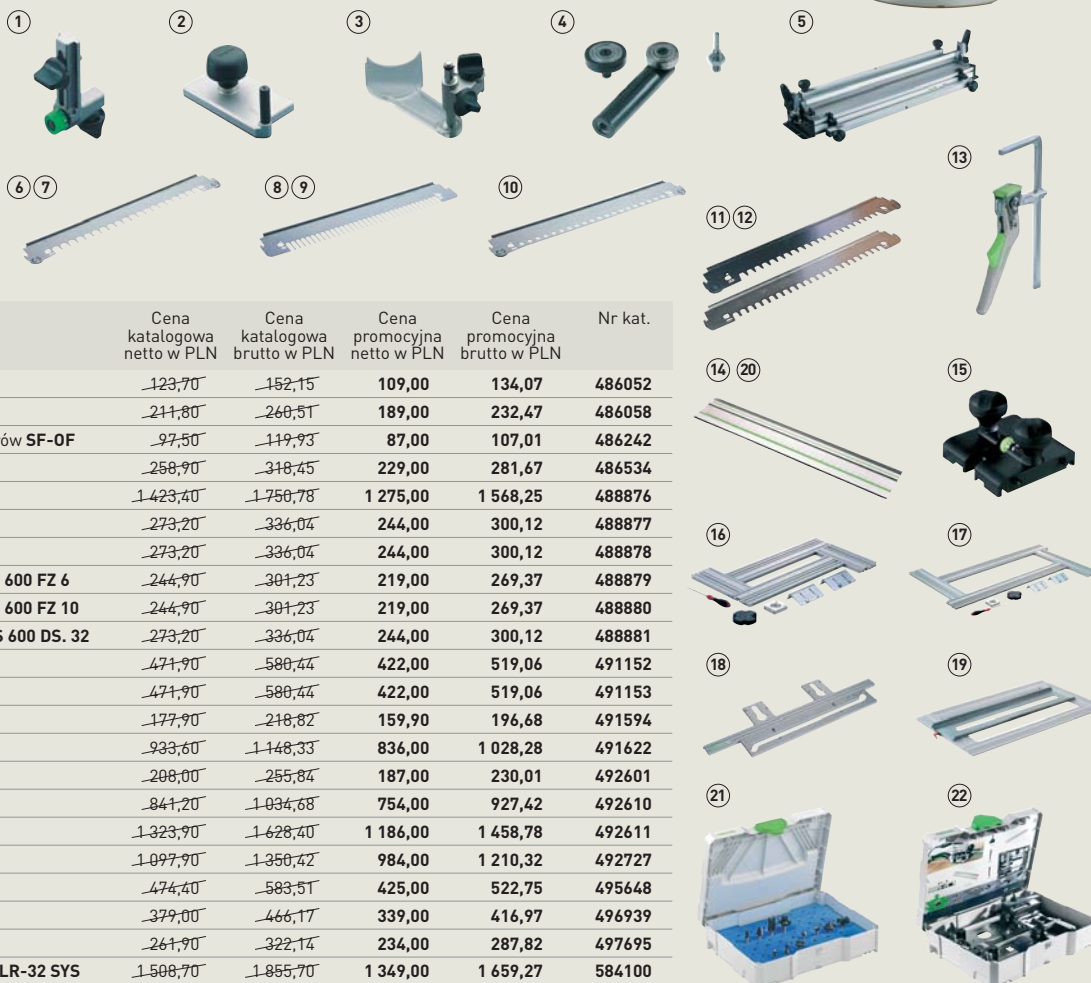 1 2 3 4 5
13
6 7 8 9 10
11 12
Cena katalogowa netto w PLN Cena katalogowa brutto w PLN Cena promocyjna netto w PLN Cena promocyjna brutto w PLN Nr kat.
14 20 15
123,70 152,15 109,00 134,07 486052
211,80 260,51 189,00 232,47 486058
ów SF-OF 97,50 119,93 87,00 107,01 486242
258,90 318,45 229,00 281,67 486534
1 423,40 1 750,78 1 275,00 1 568,25 488876
273,20 336,04 244,00 300,12 488877
273,20 336,04 244,00 300,12 488878
600 FZ 6 244,90 301,23 219,00 269,37 488879
600 FZ 10 244,90 301,23 219,00 269,37 488880
S 600 DS. 32 273,20 336,04 244,00 300,12 488881
471,90 580,44 422,00 519,06 491152
471,90 580,44 422,00 519,06 491153
177,90 218,82 159,90 196,68 491594
933,60 1 148,33 836,00 1 028,28 491622
208,00 255,84 187,00 230,01 492601
841,20 1 034,68 754,00 927,42 492610
1 323,90 1 628,40 1 186,00 1 458,78 492611
1 097,90 1 350,42 984,00 1 210,32 492727
474,40 583,51 425,00 522,75 495648
379,00 466,17 339,00 416,97 496939
261,90 322,14 234,00 287,82 497695
LR-32 SYS 1 508,70 1 855,70 1 349,00 1 659,27 584100
16 17
18 19
21 22